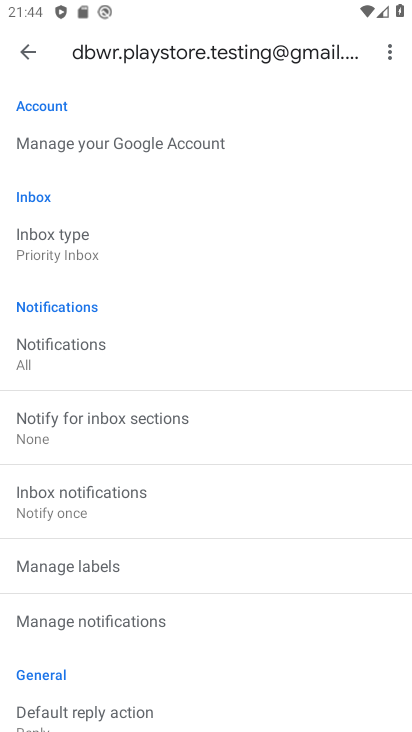 21:44
dbwr.playstore.testing@gmail....
Account
Manage your Google Account
Inbox
Inbox type
Priority Inbox
Notifications
Notifications
All
Notify for inbox sections
None
Inbox notifications
Notify once
Manage labels
Manage notifications
General
Default reply action
Reply